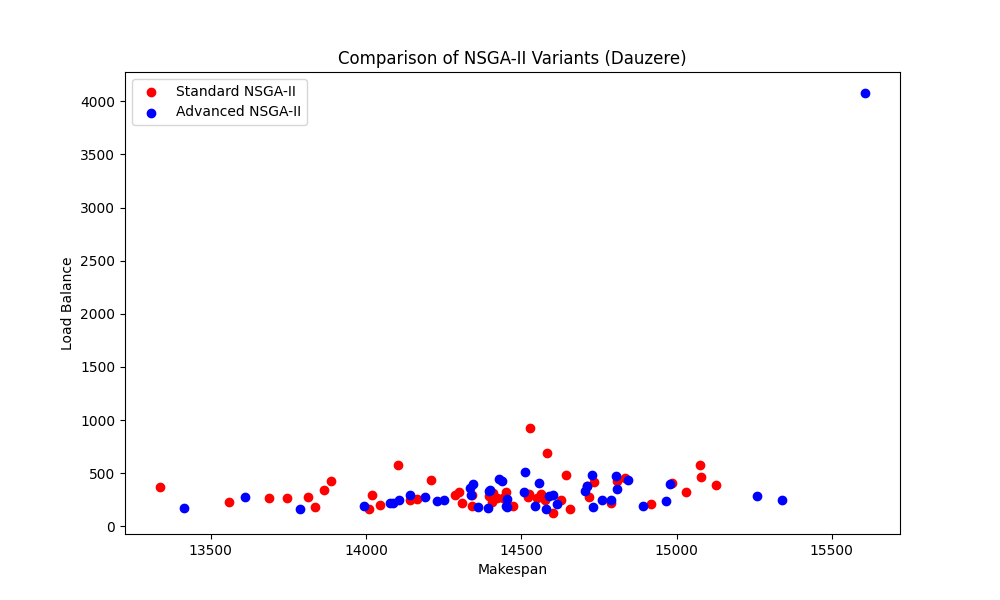 Comparison of NSGA-II Variants (Dauzere)
Standard NSGA-II
Advanced NSGA-II
4000
3500
3000
2500
2000
1500
1000
500
0
Load Balance
13500 14000 14500 15000 15500
Makespan